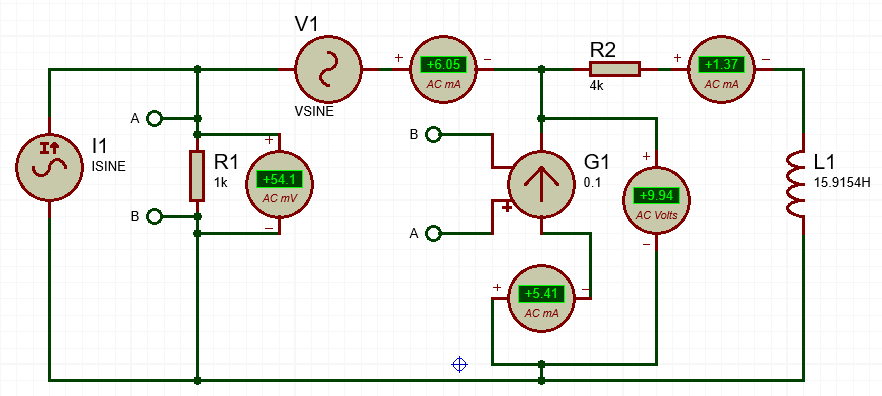 V1
VSINE
+
+6.05
AC mA
−
R2
4k
+
+1.37
AC mA
−
A
B
I1
ISINE
R1
1k
+
+54.1
AC mV
−
B
A
+
G1
0.1
+
+9.94
AC Volts
−
L1
15.9154H
+
+5.41
AC mA
−
B